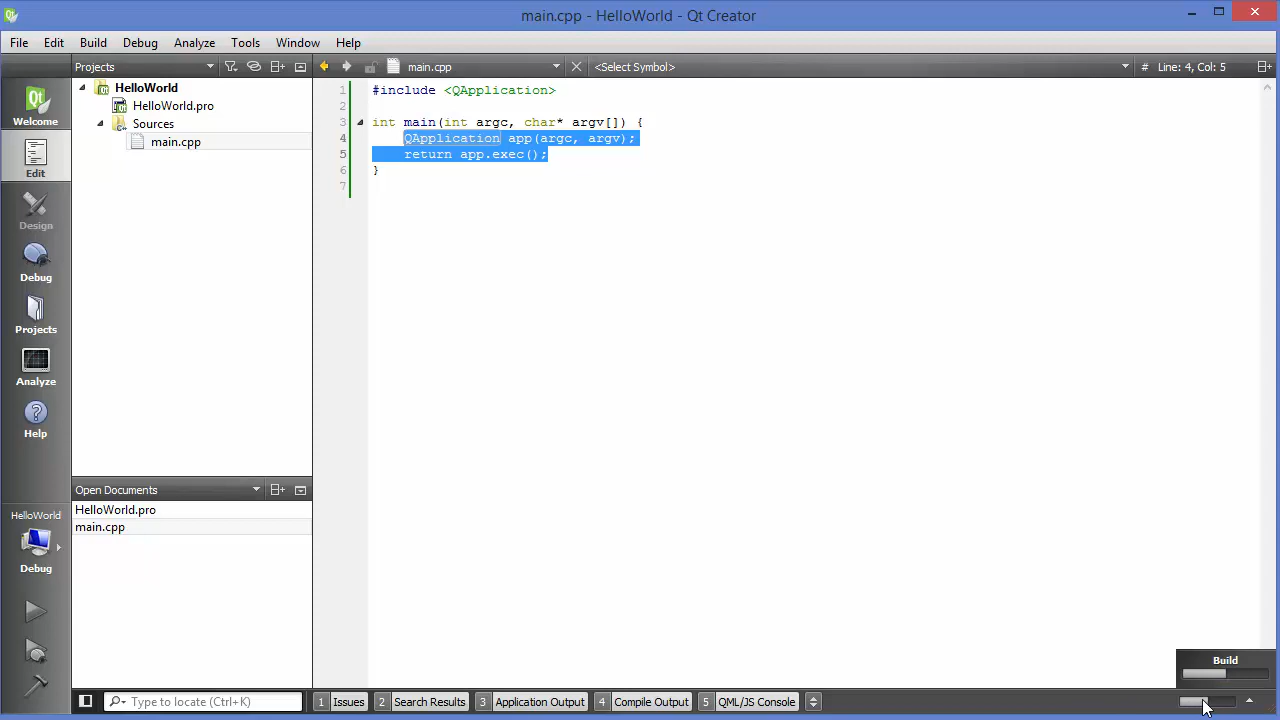 main.cpp - HelloWorld - Qt Creator
File Edit Build Debug Analyze Tools Window Help
Projects main.cpp <Select Symbol> # Line: 4, Col: 5
HelloWorld
HelloWorld.pro
Sources
main.cpp
Qt
Welcome
Edit
Design
Debug
Projects
Analyze
Help
1 #include <QApplication>
2
3 int main(int argc, char* argv[]) {
4 QApplication app(argc, argv);
5 return app.exec();
6 }
7
Open Documents
HelloWorld.pro
main.cpp
HelloWorld
Debug
Build
Type to locate (Ctrl+K) 1 Issues 2 Search Results 3 Application Output 4 Compile Output 5 QML/JS Console